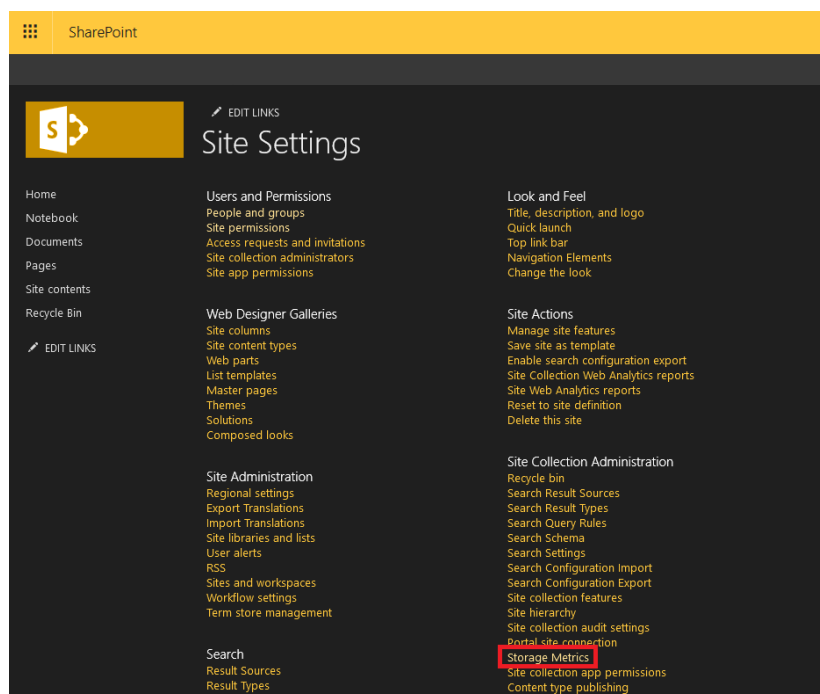 SharePoint
EDIT LINKS
Site Settings
Home
Notebook
Documents
Pages
Site contents
Recycle Bin
EDIT LINKS
Users and Permissions
People and groups
Site permissions
Access requests and invitations
Site collection administrators
Site app permissions
Web Designer Galleries
Site columns
Site content types
Web parts
List templates
Master pages
Themes
Solutions
Composed looks
Site Administration
Regional settings
Export Translations
Import Translations
Site libraries and lists
User alerts
RSS
Sites and workspaces
Workflow settings
Term store management
Search
Result Sources
Result Types
Look and Feel
Title, description, and logo
Quick launch
Top link bar
Navigation Elements
Change the look
Site Actions
Manage site features
Save site as template
Enable search configuration export
Site Collection Web Analytics reports
Site Web Analytics reports
Reset to site definition
Delete this site
Site Collection Administration
Recycle bin
Search Result Sources
Search Result Types
Search Query Rules
Search Schema
Search Settings
Search Configuration Import
Search Configuration Export
Site collection features
Site hierarchy
Site collection audit settings
Portal site connection
Storage Metrics
Site collection app permissions
Content type publishing